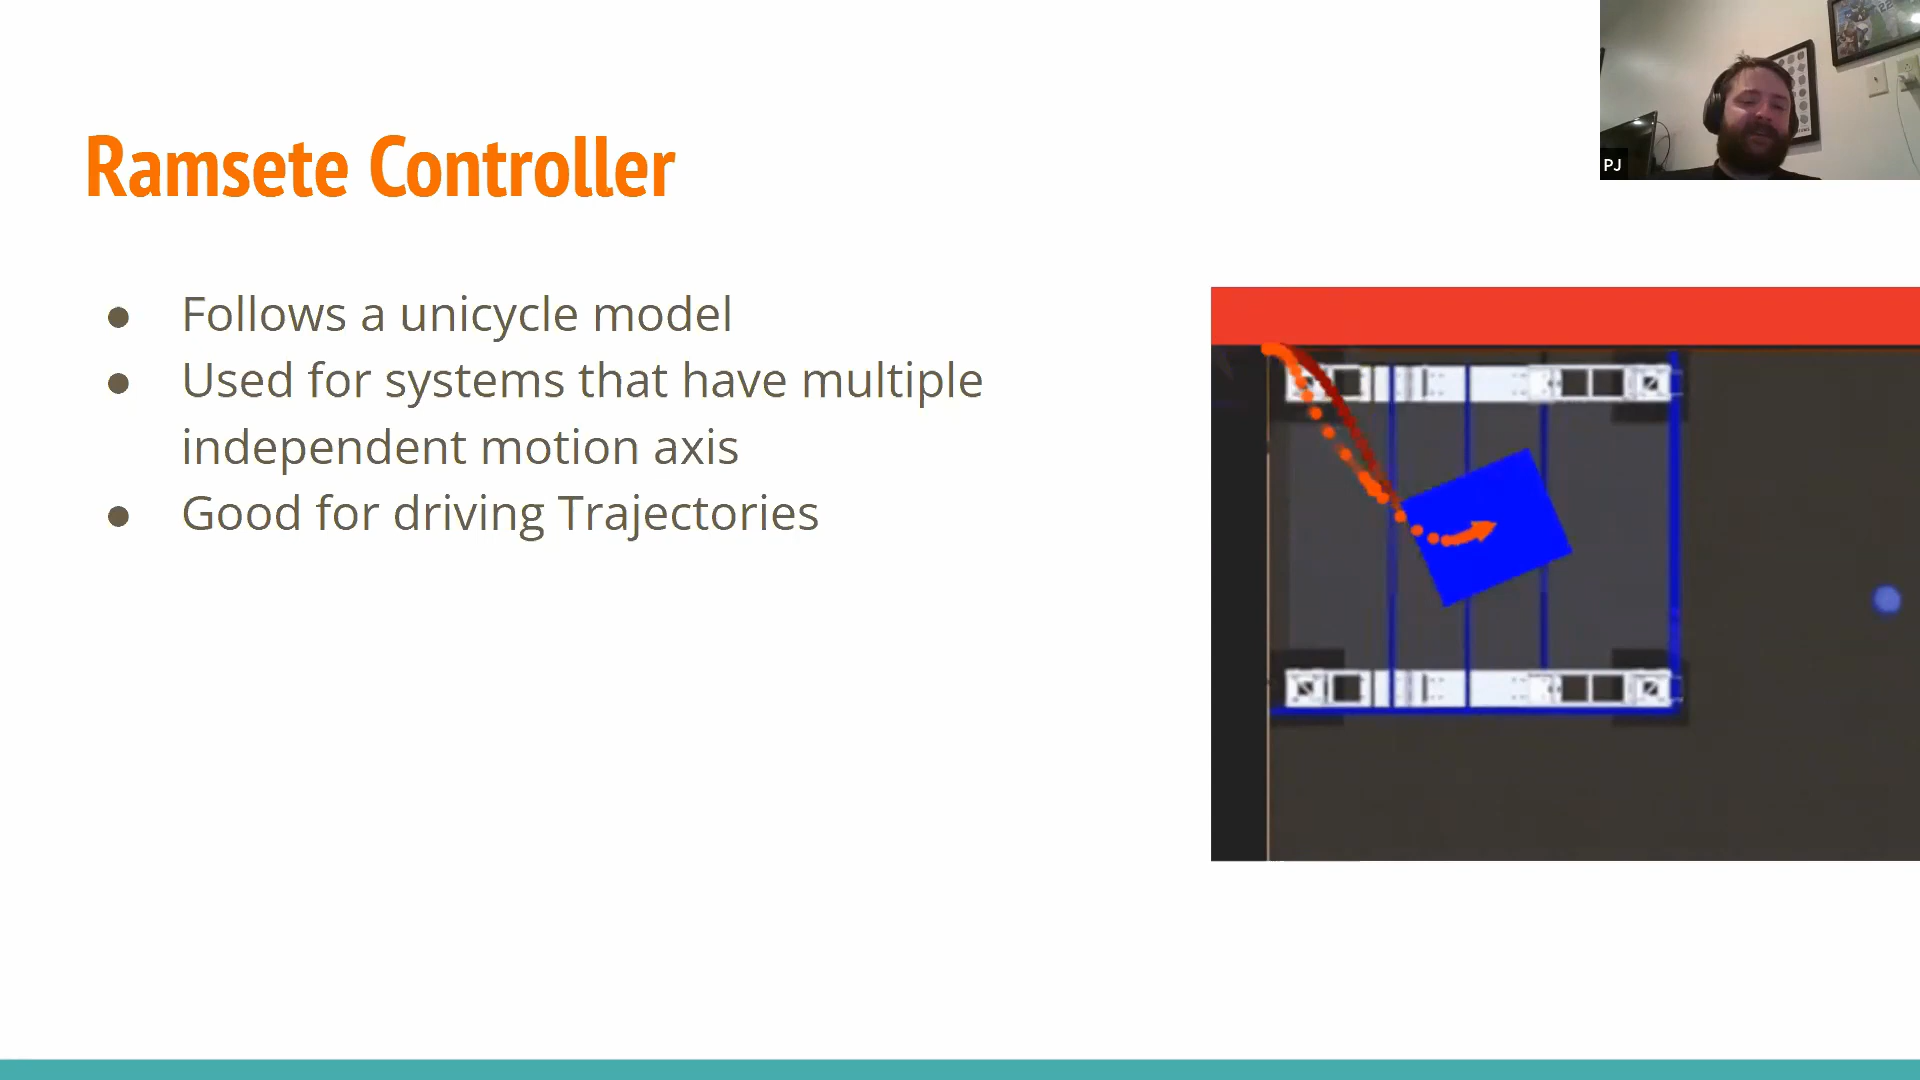 PJ
Ramsete Controller
● Follows a unicycle model
● Used for systems that have multiple
independent motion axis
● Good for driving Trajectories